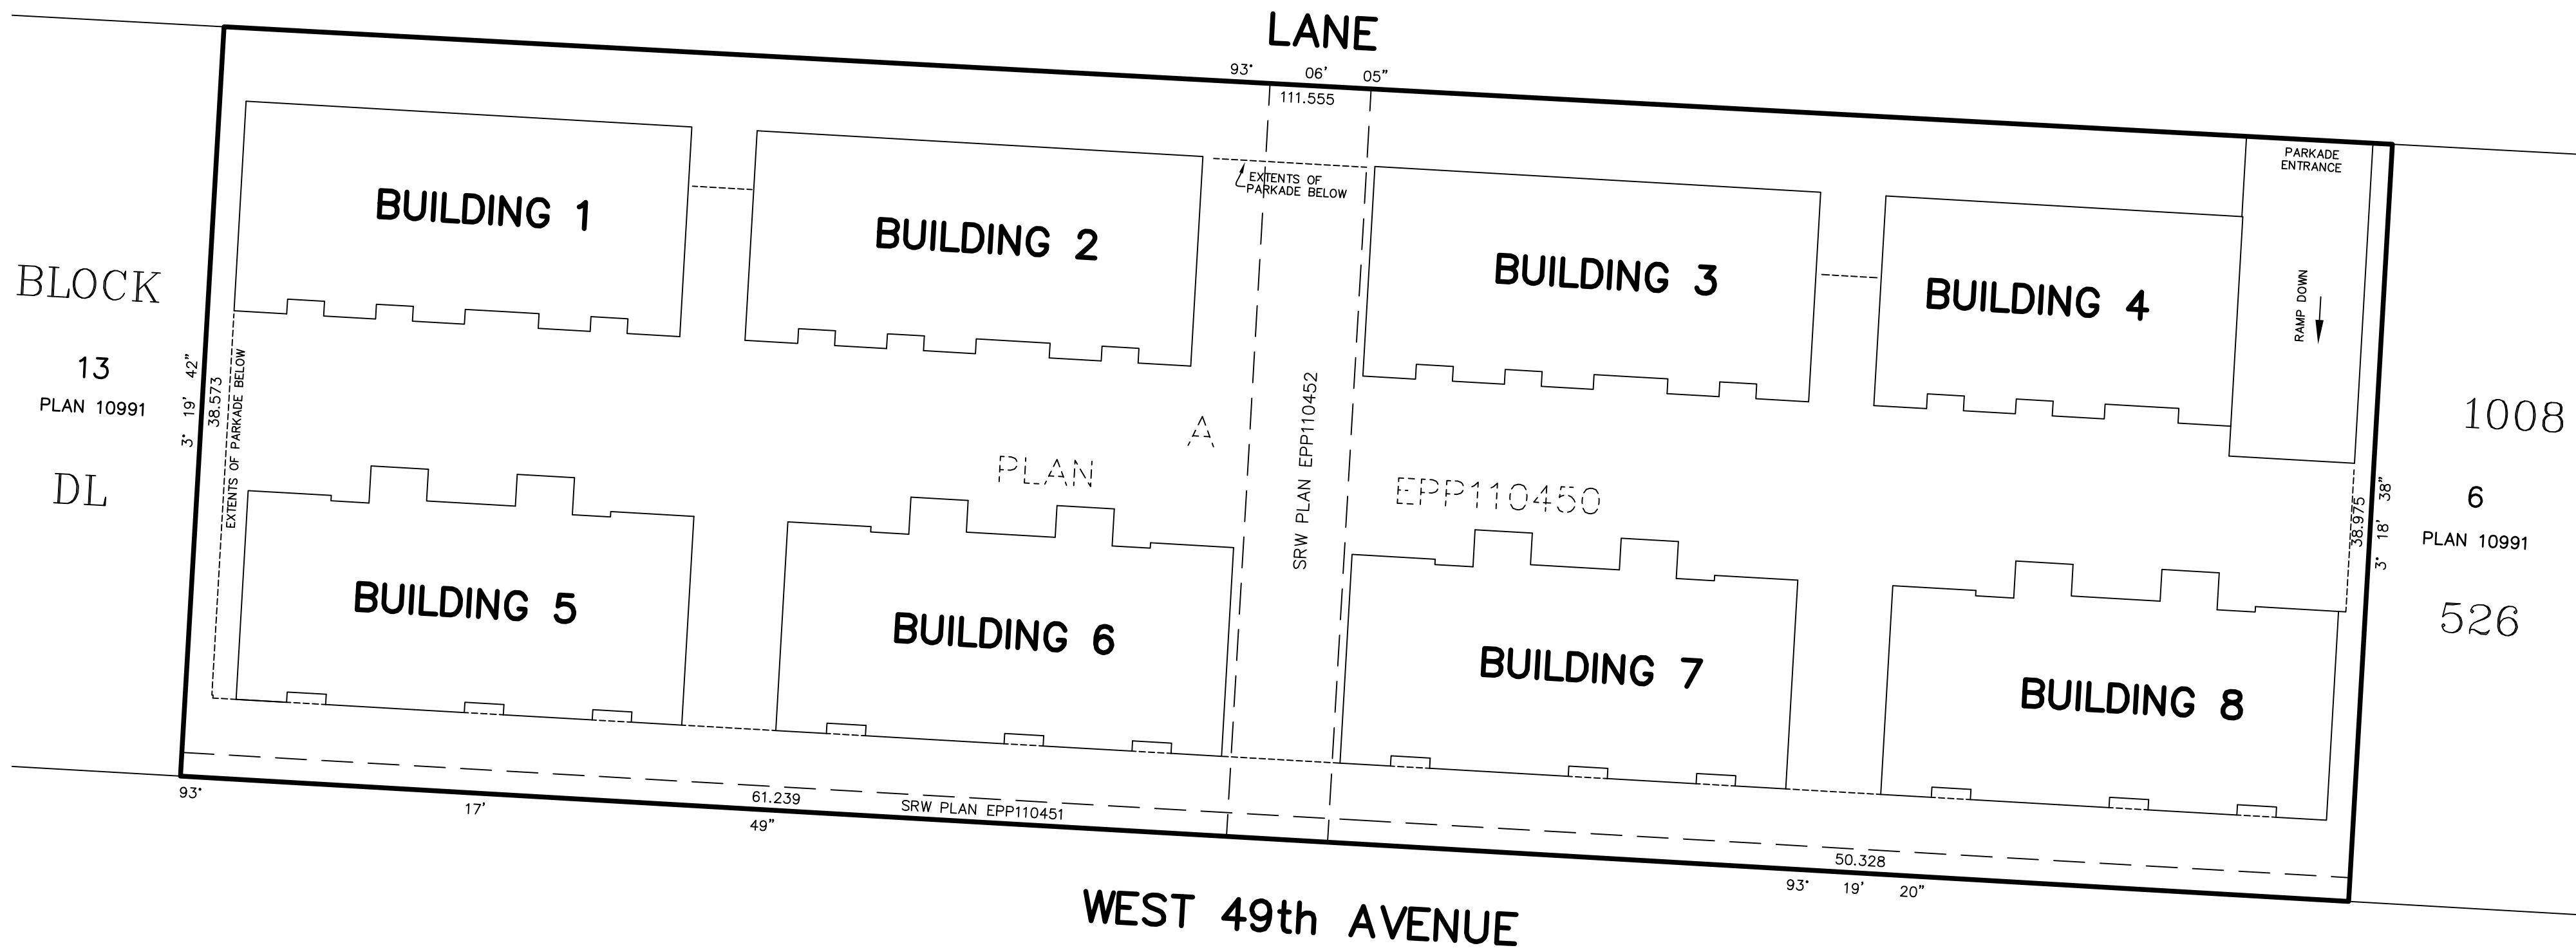 LANE
93° 06' 05"
111.555
PARKADE
ENTRANCE
EXTENTS OF
PARKADE BELOW
BUILDING 1
BUILDING 2
BUILDING 3
BUILDING 4
RAMP DOWN
BLOCK
13
PLAN 10991
DL
3° 19' 42"
38.573
EXTENTS OF PARKADE BELOW
A
PLAN
EPP110450
SRW PLAN EPP110452
1008
6
PLAN 10991
526
38.975
3° 18' 38"
BUILDING 5
BUILDING 6
BUILDING 7
BUILDING 8
93° 17' 49"
61.239
SRW PLAN EPP110451
50.328
93° 19' 20"
WEST 49th AVENUE